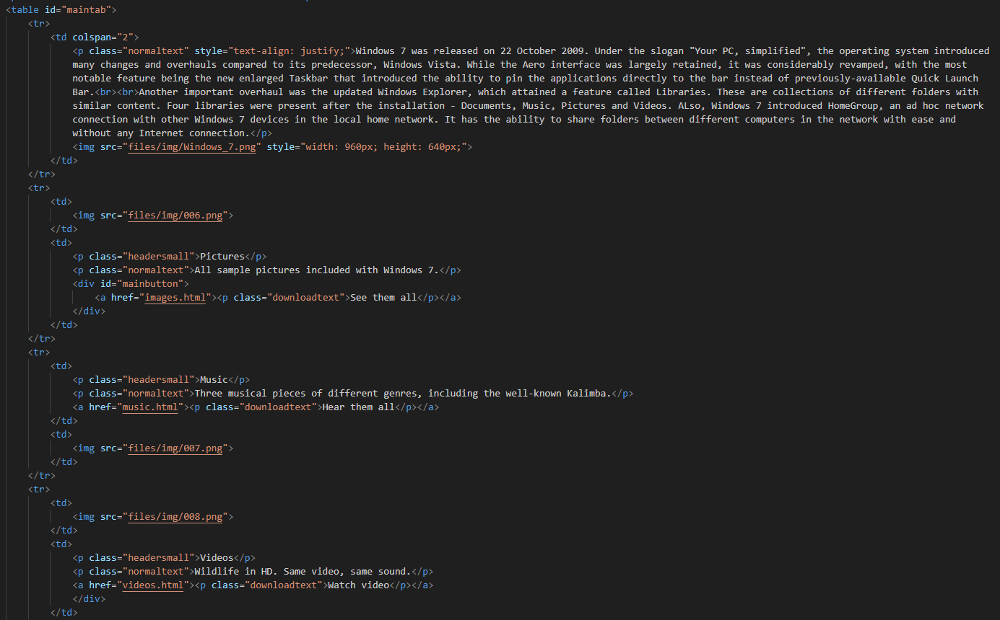 <table id="maintab">
<tr>
<td colspan="2">
<p class="normaltext" style="text-align: justify;">Windows 7 was released on 22 October 2009. Under the slogan "Your PC, simplified", the operating system introduced
many changes and overhauls compared to its predecessor, Windows Vista. While the Aero interface was largely retained, it was considerably revamped, with the most
notable feature being the new enlarged Taskbar that introduced the ability to pin the applications directly to the bar instead of previously-available Quick Launch
Bar.<br><br>Another important overhaul was the updated Windows Explorer, which attained a feature called Libraries. These are collections of different folders with
similar content. Four libraries were present after the installation - Documents, Music, Pictures and Videos. ALso, Windows 7 introduced HomeGroup, an ad hoc network
connection with other Windows 7 devices in the local home network. It has the ability to share folders between different computers in the network with ease and
without any Internet connection.</p>
<img src="files/img/Windows_7.png" style="width: 960px; height: 640px;">
</td>
</tr>
<tr>
<td>
<img src="files/img/006.png">
</td>
<td>
<p class="headersmall">Pictures</p>
<p class="normaltext">All sample pictures included with Windows 7.</p>
<div id="mainbutton">
<a href="images.html"><p class="downloadtext">See them all</p></a>
</div>
</td>
</tr>
<tr>
<td>
<p class="headersmall">Music</p>
<p class="normaltext">Three musical pieces of different genres, including the well-known Kalimba.</p>
<a href="music.html"><p class="downloadtext">Hear them all</p></a>
</td>
<td>
<img src="files/img/007.png">
</td>
</tr>
<tr>
<td>
<img src="files/img/008.png">
</td>
<td>
<p class="headersmall">Videos</p>
<p class="normaltext">Wildlife in HD. Same video, same sound.</p>
<a href="videos.html"><p class="downloadtext">Watch video</p></a>
</div>
</td>